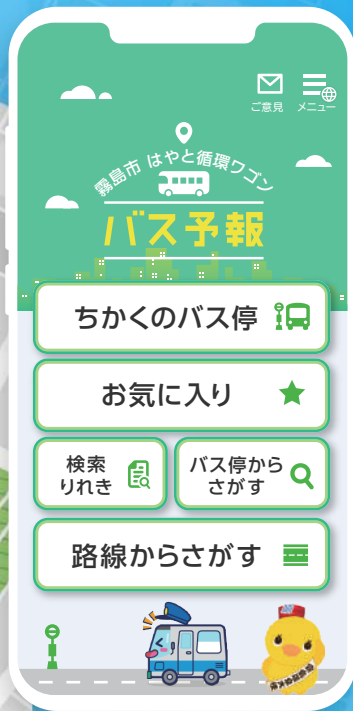 ご意見 メニュー
霧島市 はやと循環ワゴン
バス予報
ちかくのバス停
お気に入り
検索
りれき
バス停から
さがす
路線からさがす